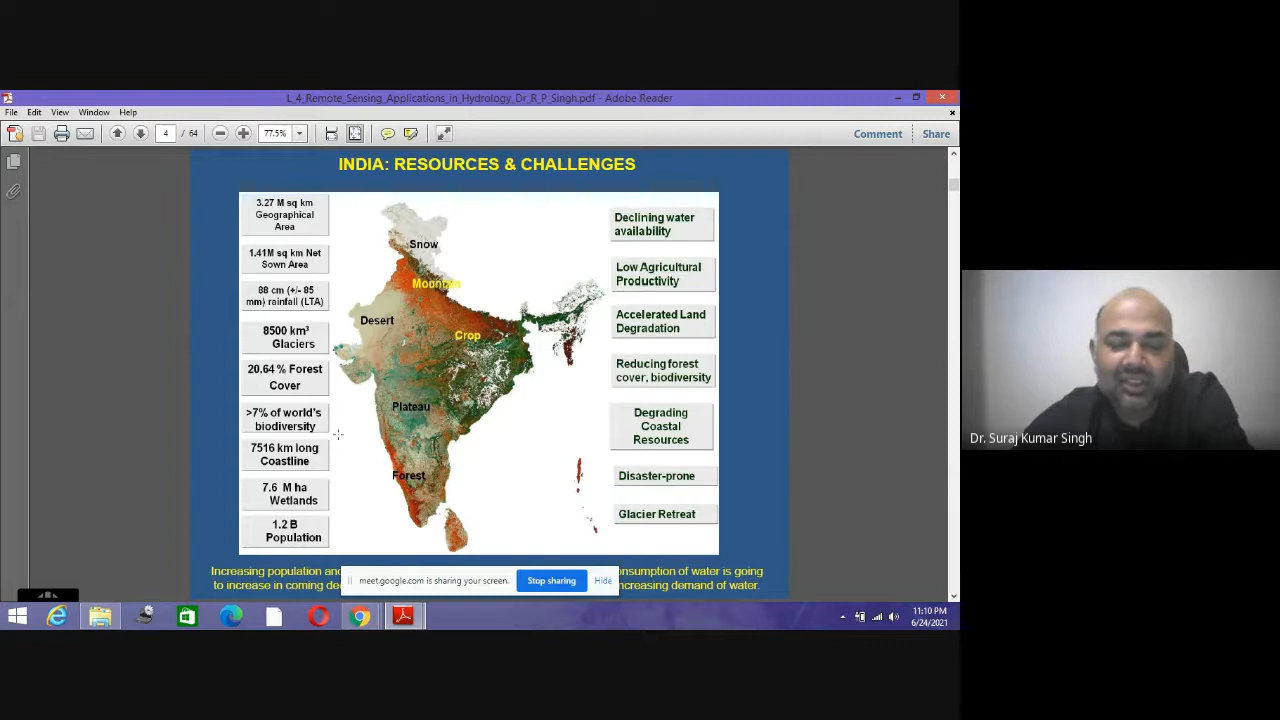 L_4_Remote_Sensing_Applications_in_Hydrology_Dr_R_P_Singh.pdf - Adobe Reader
File Edit View Window Help
4 / 64 77.5% Comment Share
INDIA: RESOURCES & CHALLENGES
3.27 M sq km
Geographical
Area
1.41M sq km Net
Sown Area
88 cm (+/- 85
mm) rainfall (LTA)
8500 km³
Glaciers
20.64 % Forest
Cover
>7% of world's
biodiversity
7516 km long
Coastline
7.6 M ha
Wetlands
1.2 B
Population
Snow
Mountain
Desert
Crop
Plateau
Forest
Declining water
availability
Low Agricultural
Productivity
Accelerated Land
Degradation
Reducing forest
cover, biodiversity
Degrading
Coastal
Resources
Disaster-prone
Glacier Retreat
Increasing population and onsumption of water is going
to increase in coming de ncreasing demand of water.
meet.google.com is sharing your screen. Stop sharing Hide
11:10 PM
6/24/2021
Dr. Suraj Kumar Singh